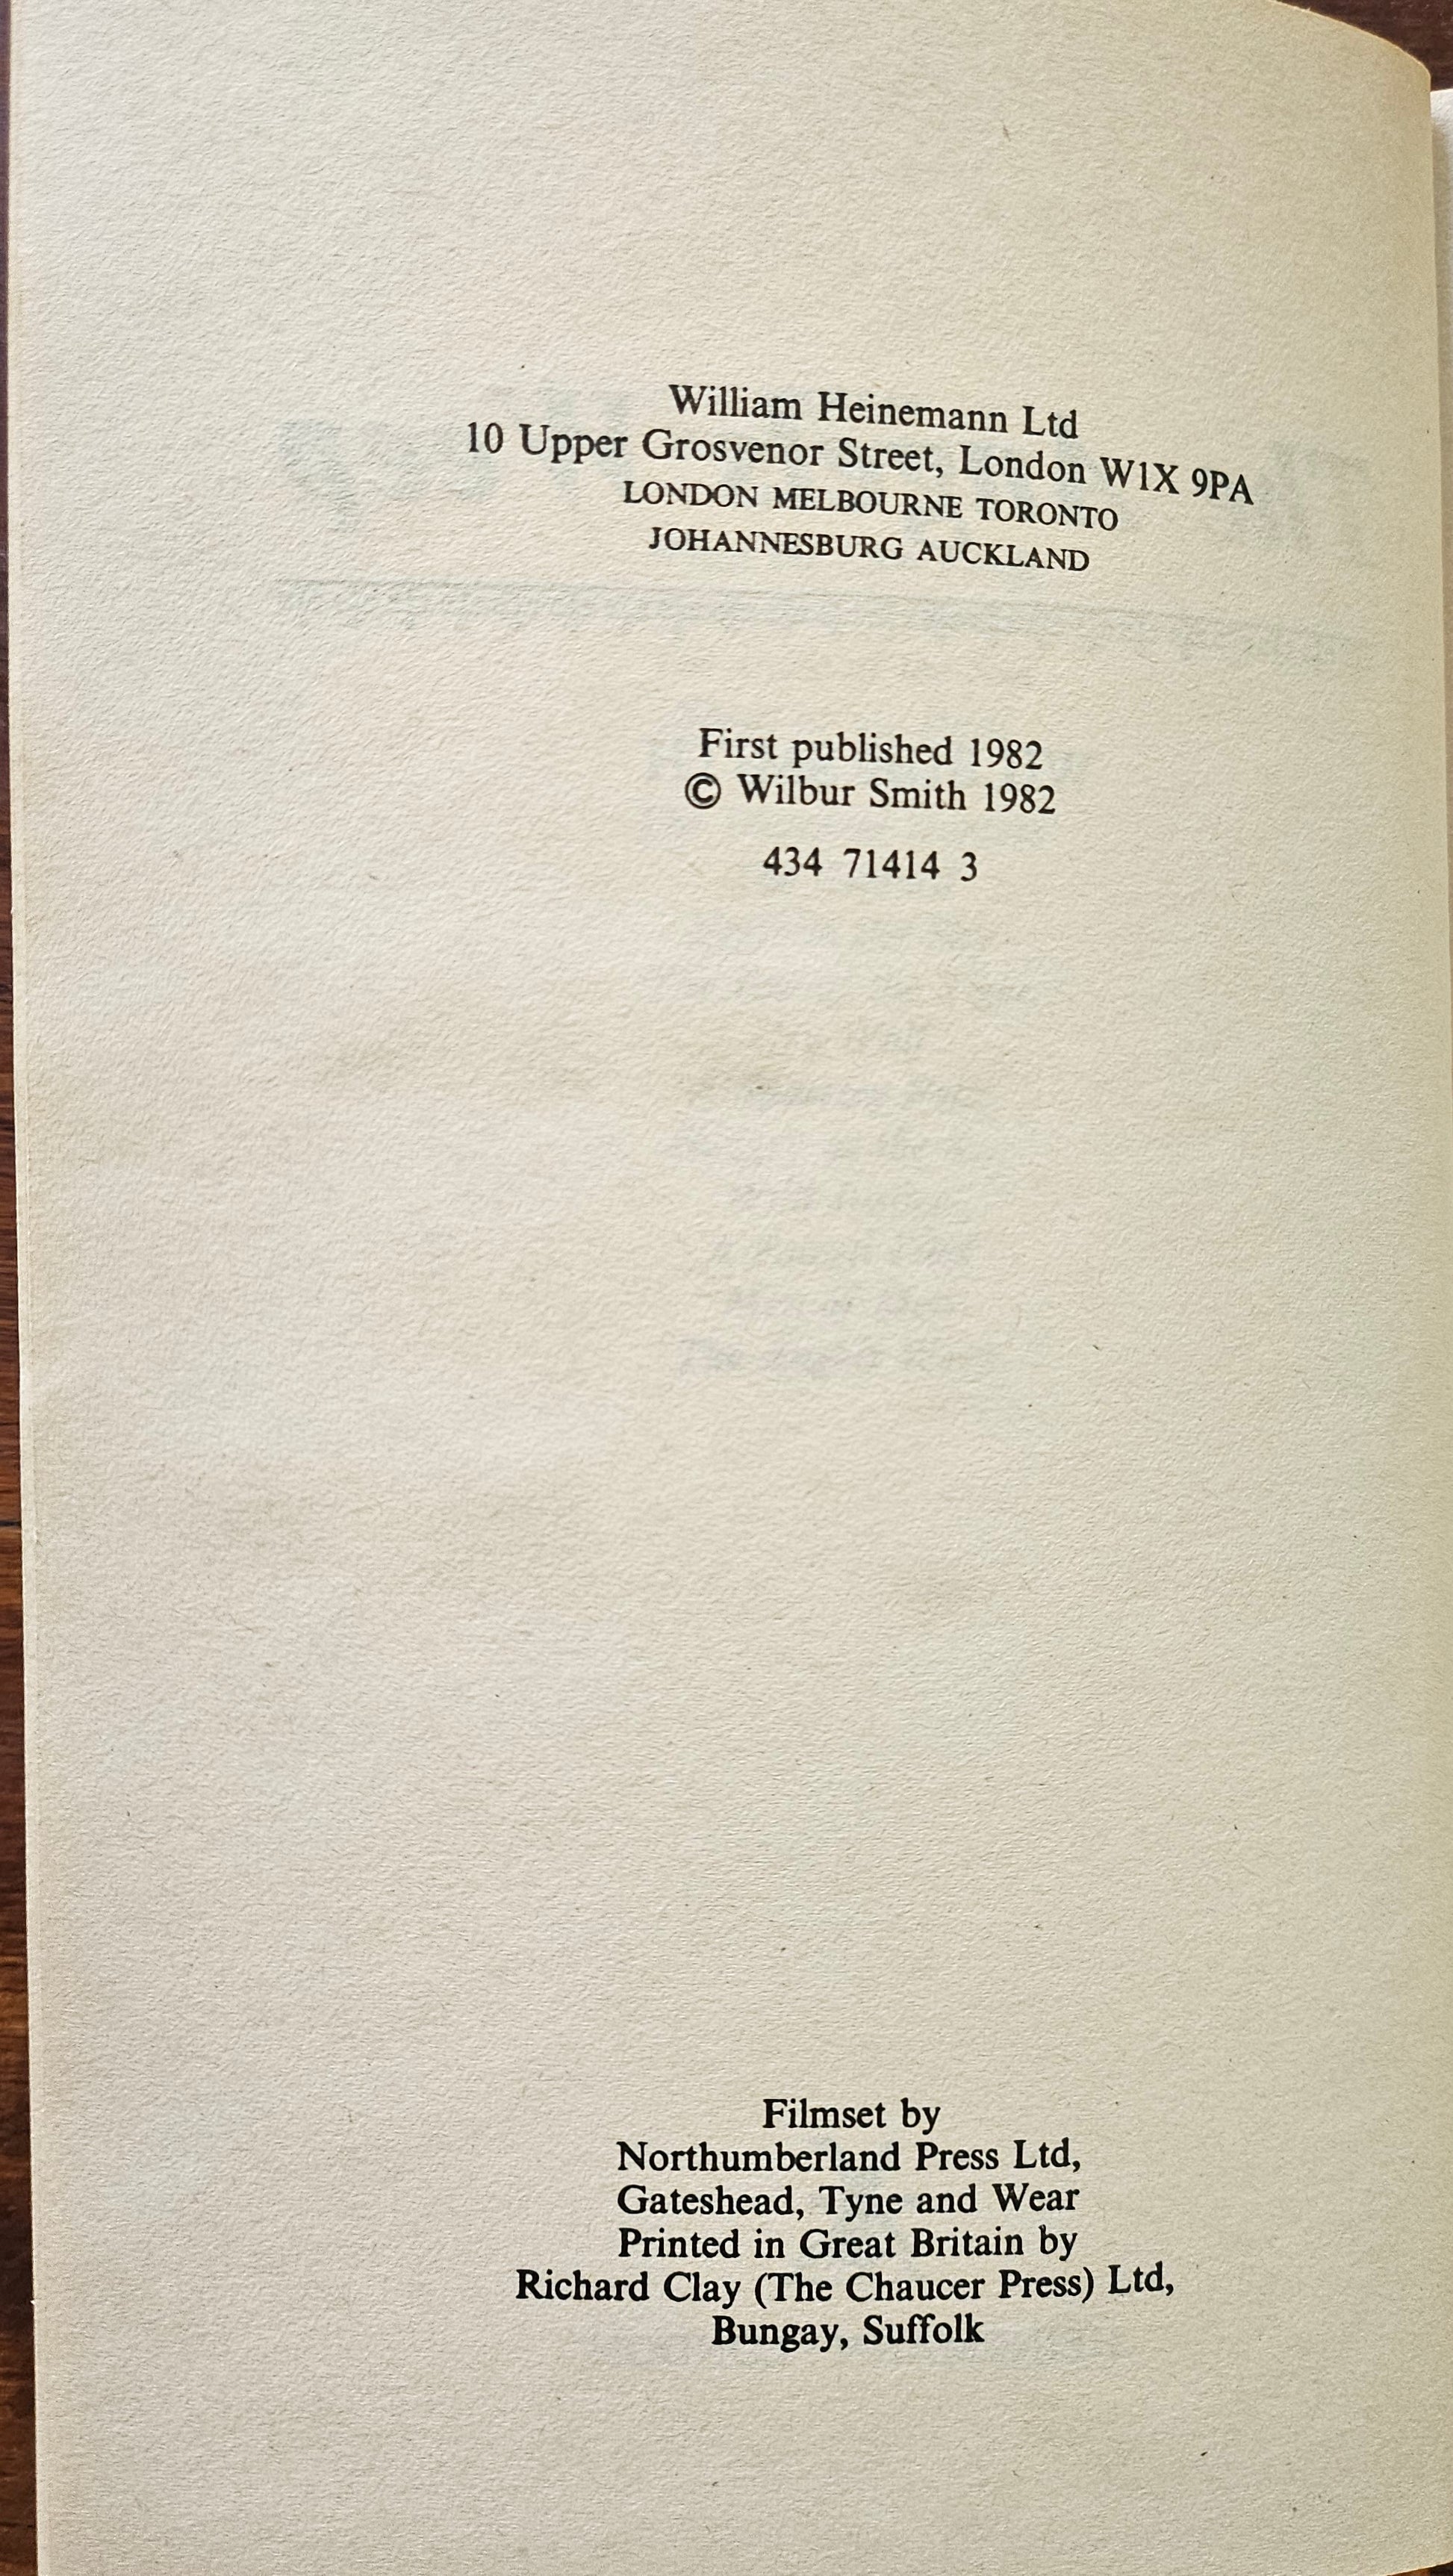 William Heinemann Ltd
10 Upper Grosvenor Street, London W1X 9PA
LONDON MELBOURNE TORONTO
JOHANNESBURG AUCKLAND
First published 1982
© Wilbur Smith 1982
434 71414 3
Filmset by
Northumberland Press Ltd,
Gateshead, Tyne and Wear
Printed in Great Britain by
Richard Clay (The Chaucer Press) Ltd,
Bungay, Suffolk